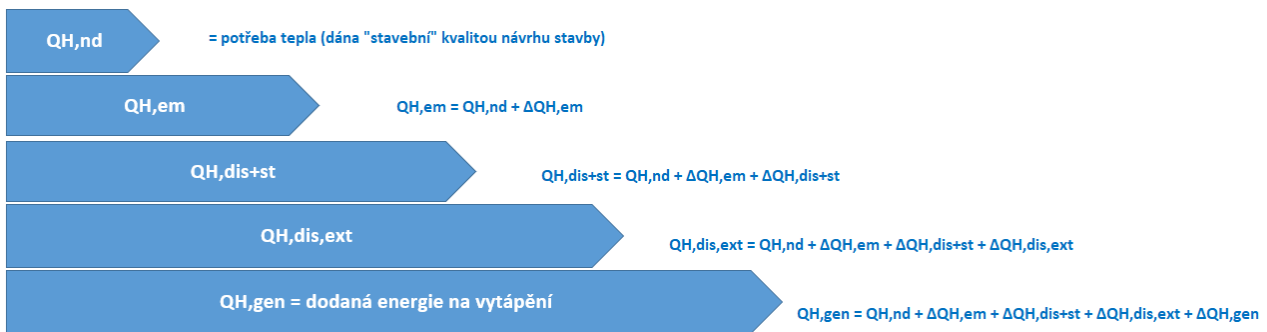 QH,nd
= potřeba tepla (dána "stavební" kvalitou návrhu stavby)
QH,em
QH,em = QH,nd + ΔQH,em
QH,dis+st
QH,dis+st = QH,nd + ΔQH,em + ΔQH,dis+st
QH,dis,ext
QH,dis,ext = QH,nd + ΔQH,em + ΔQH,dis+st + ΔQH,dis,ext
QH,gen = dodaná energie na vytápění
QH,gen = QH,nd + ΔQH,em + ΔQH,dis+st + ΔQH,dis,ext + ΔQH,gen